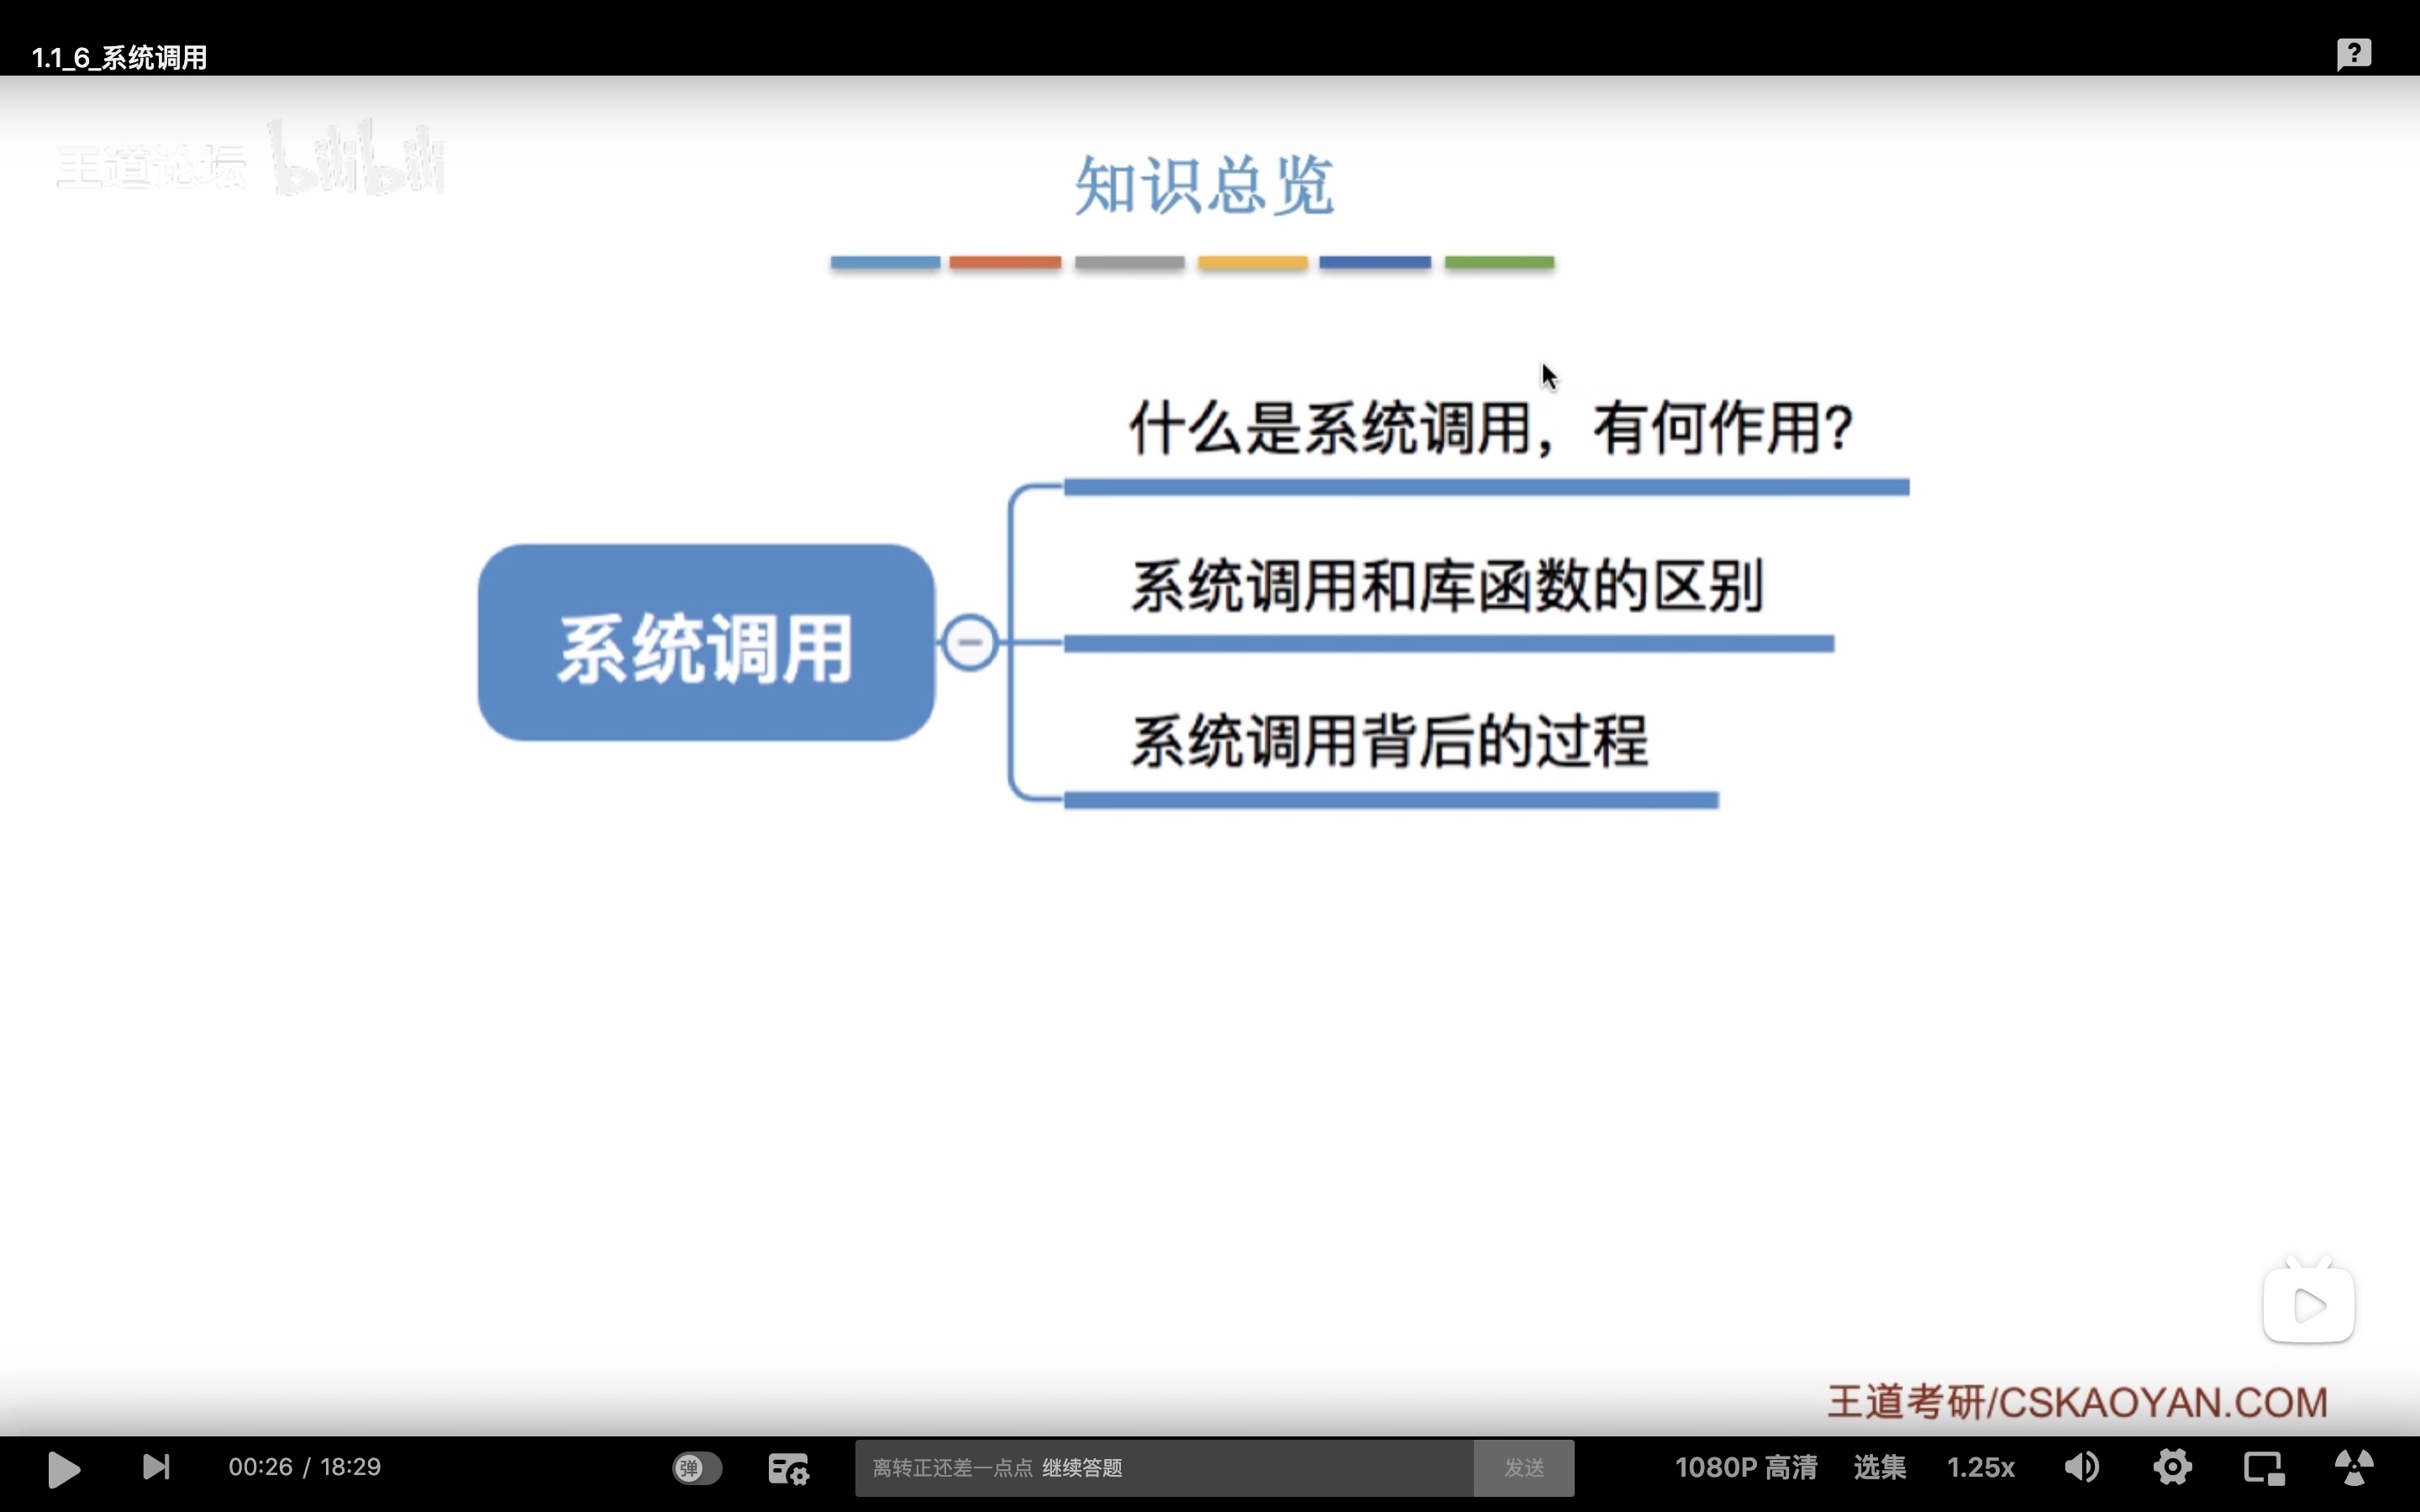 1.1_6_系统调用
王道论坛 bilibili
知识总览
什么是系统调用，有何作用？
系统调用和库函数的区别
系统调用
系统调用背后的过程
王道考研/CSKAOYAN.COM
00:26 / 18:29
弹
离转正还差一点点 继续答题
发送
1080P 高清
选集
1.25x